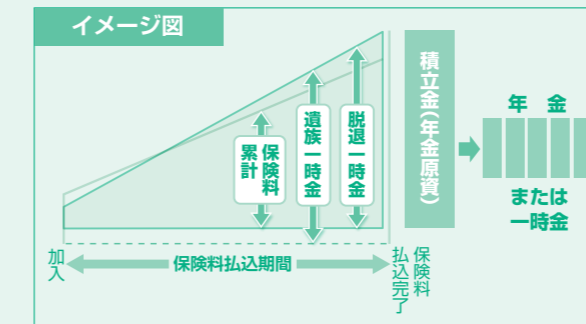 イメージ図
保険料
累計
遺族一時金
脱退一時金
積立金(年金原資)
年 金
または
一時金
加入
保険料払込期間
保険料
払込完了